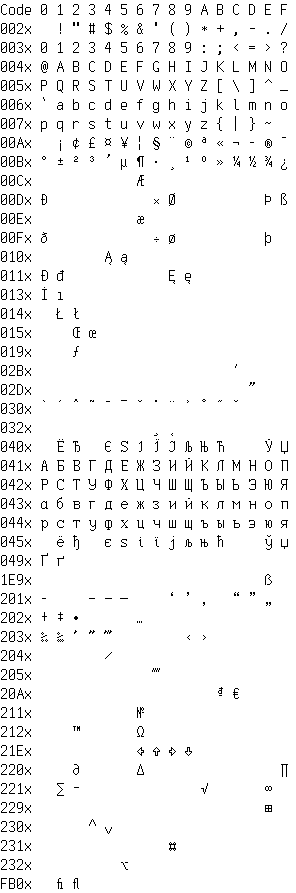 Code 0 1 2 3 4 5 6 7 8 9 A B C D E F
002x ! " # $ % & ' ( ) * + , - . /
003x 0 1 2 3 4 5 6 7 8 9 : ; < = > ?
004x @ A B C D E F G H I J K L M N O
005x P Q R S T U V W X Y Z [ \ ] ^ _
006x ` a b c d e f g h i j k l m n o
007x p q r s t u v w x y z { | } ~
00Ax ¡ ¢ £ ¤ ¥ ¦ § ¨ © ª « ¬ - ® ¯
00Bx ° ± ² ³ ´ µ ¶ · ¸ ¹ º » ¼ ½ ¾ ¿
00Cx Æ
00Dx Ð × Ø Þ ß
00Ex æ
00Fx ð ÷ ø þ
010x Ą ą
011x Đ đ Ę ę
013x İ ı
014x Ł ł
015x Œ œ
019x ƒ
02Bx ʼ
02Dx ˝
030x
032x
040x Ё Ђ Є Ѕ І Ї Ј Љ Њ Ћ Ў Џ
041x А Б В Г Д Е Ж З И Й К Л М Н О П
042x Р С Т У Ф Х Ц Ч Ш Щ Ъ Ы Ь Э Ю Я
043x а б в г д е ж з и й к л м н о п
044x р с т у ф х ц ч ш щ ъ ы ь э ю я
045x ё ђ є ѕ і ї ј љ њ ћ ў џ
049x Ґ ґ
1E9x ẞ
201x ‐ ‒ – — ‘ ’ ‚ “ ” „
202x † ‡ • …
203x ‰ ‱ ′ ″ ‴ ‹ ›
204x ⁄
205x ⁗
20Ax ₫ €
211x №
212x ™ Ω
21Ex ⇦ ⇧ ⇨ ⇩
220x ∂ ∆ ∏
221x ∑ − √ ∞
229x ⊞
230x ⌃ ⌄
231x ⌘
232x ⌥
FB0x ﬁ ﬂ